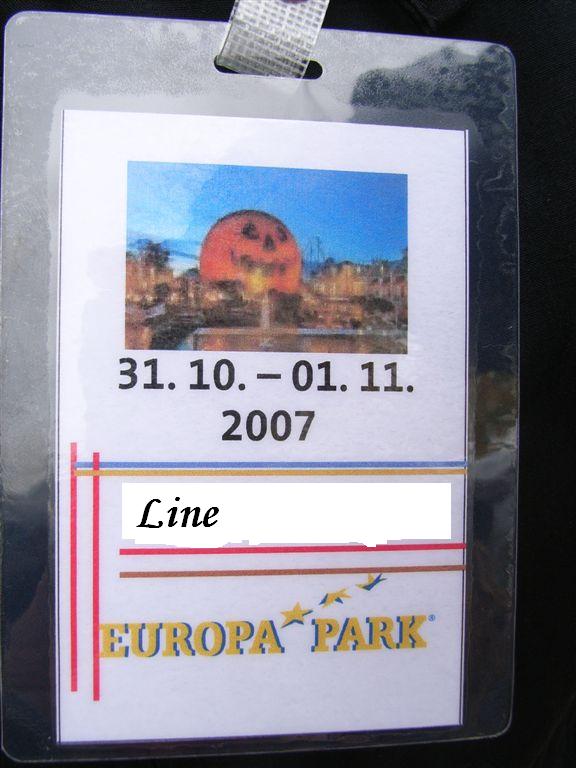 31. 10. – 01. 11.
2007
Line
EUROPA PARK®